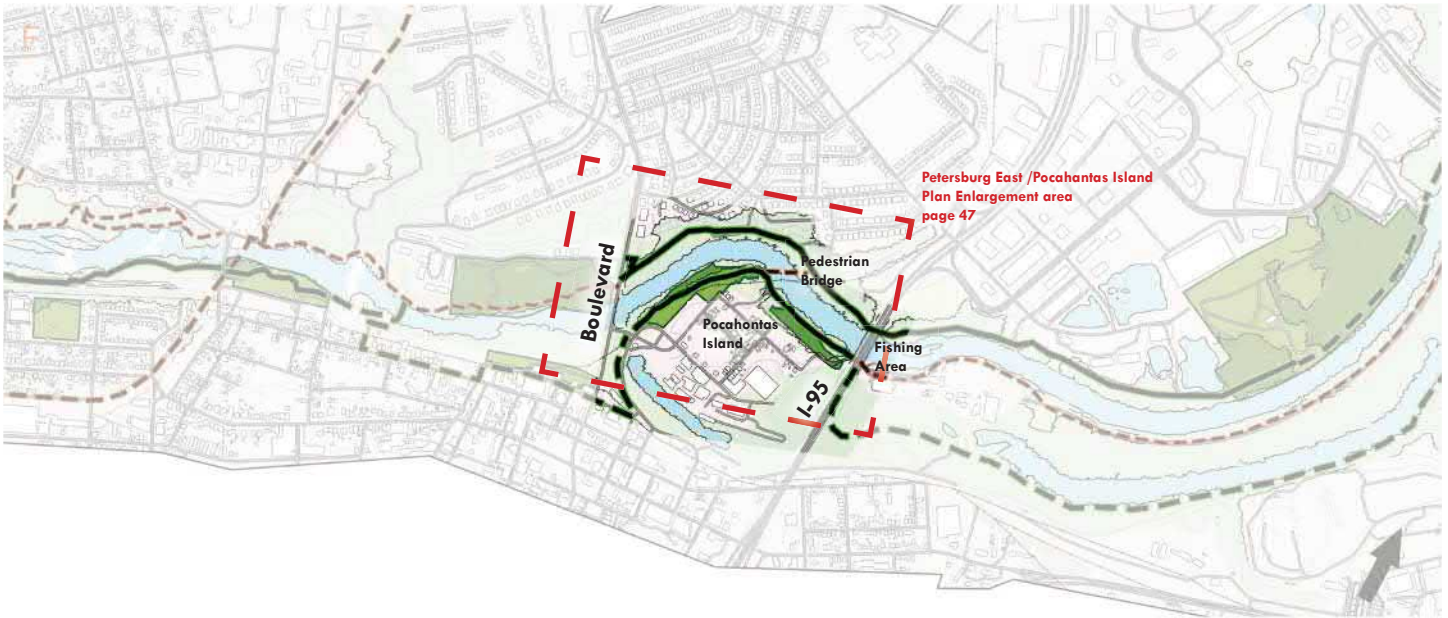 Petersburg East /Pocahantas Island
Plan Enlargement area
page 47
Boulevard
Pedestrian
Bridge
Pocahontas
Island
Fishing
Area
I-95